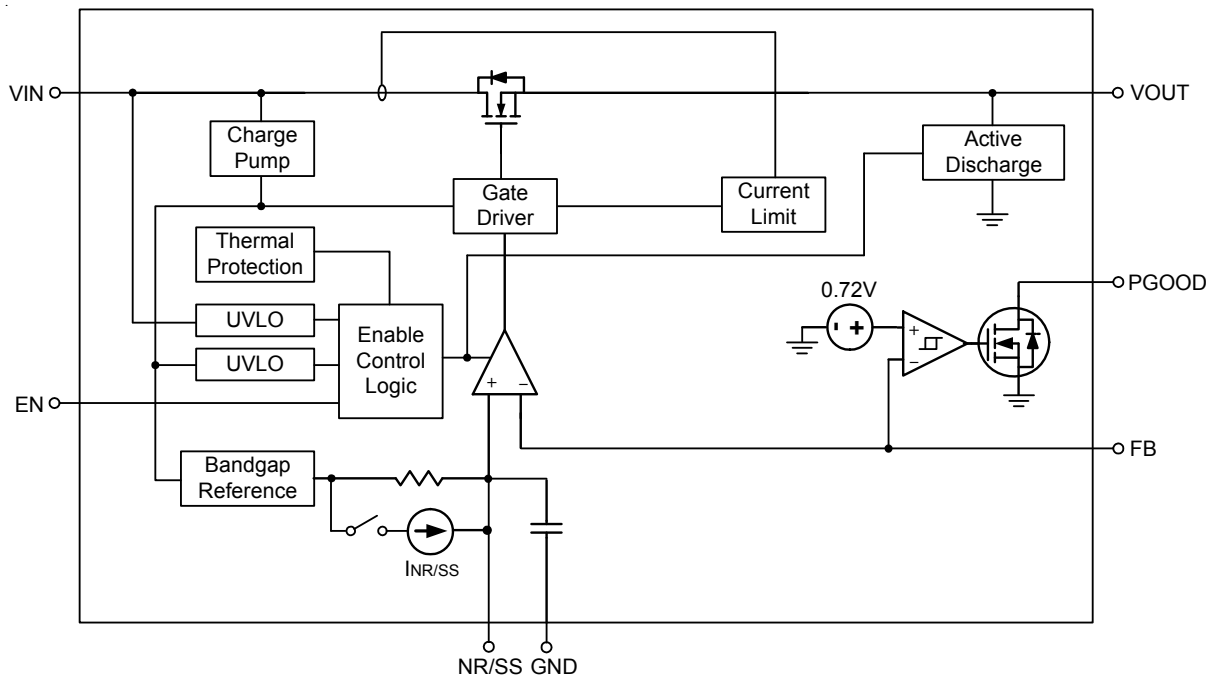 VIN
VOUT
Charge
Pump
Active
Discharge
Gate
Driver
Current
Limit
Thermal
Protection
PGOOD
0.72V
UVLO
Enable
Control
Logic
UVLO
- +
+
−
+ −
EN
FB
Bandgap
Reference
INR/SS
NR/SS GND